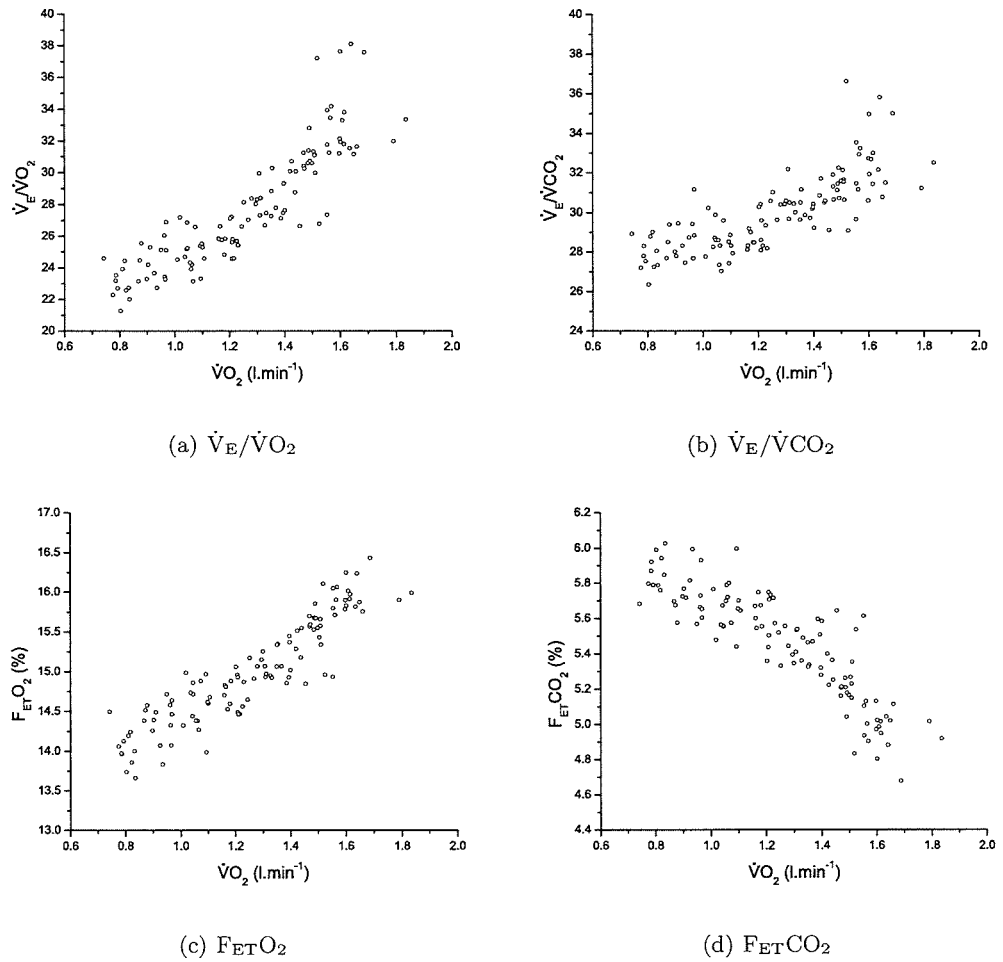 40
38
36
34
32
30
28
26
24
22
20
V̇E/V̇O2
0.6 0.8 1.0 1.2 1.4 1.6 1.8 2.0
V̇O2 (l.min-1)
(a) V̇E/V̇O2
40
38
36
34
32
30
28
26
24
V̇E/V̇CO2
0.6 0.8 1.0 1.2 1.4 1.6 1.8 2.0
V̇O2 (l.min-1)
(b) V̇E/V̇CO2
17.0
16.5
16.0
15.5
15.0
14.5
14.0
13.5
13.0
FETO2 (%)
0.6 0.8 1.0 1.2 1.4 1.6 1.8 2.0
V̇O2 (l.min-1)
(c) FETO2
6.2
6.0
5.8
5.6
5.4
5.2
5.0
4.8
4.6
4.4
FETCO2 (%)
0.6 0.8 1.0 1.2 1.4 1.6 1.8 2.0
V̇O2 (l.min-1)
(d) FETCO2